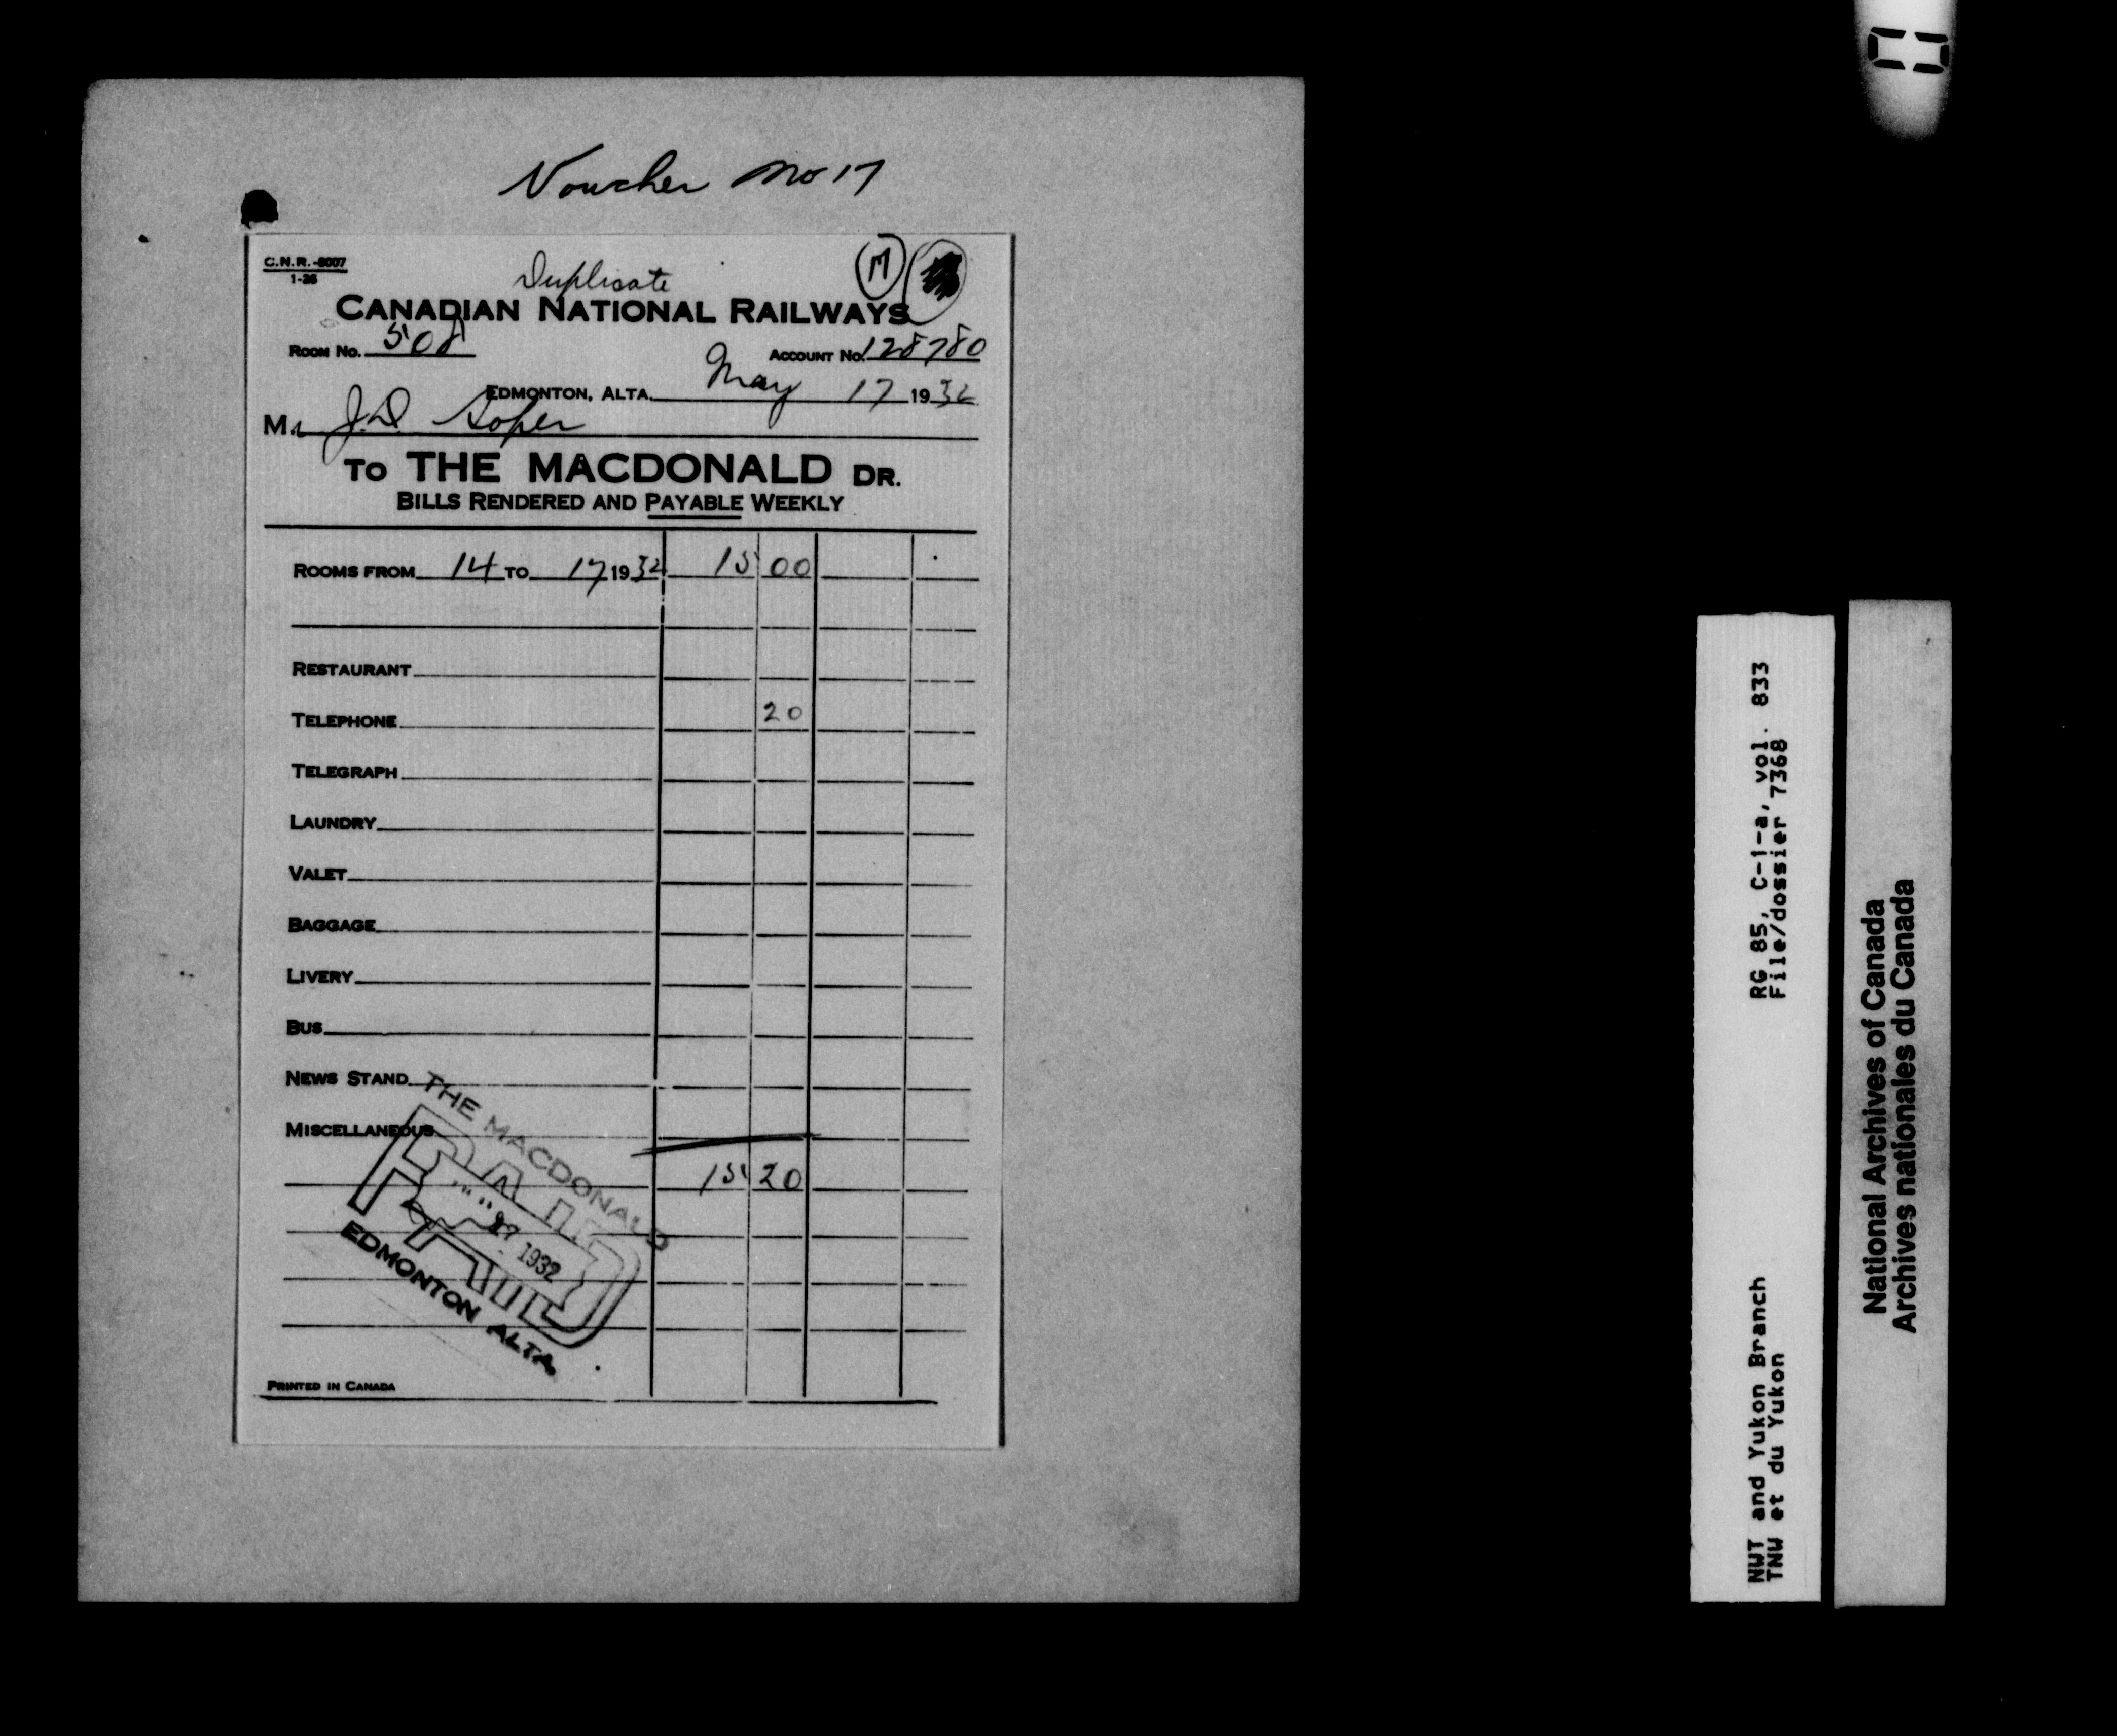 Voucher No 17
C.N.R.-8007
1-26
Duplicate
17
CANADIAN NATIONAL RAILWAYS
ROOM No. 508
ACCOUNT No. 128780
EDMONTON, ALTA. May 17 1932
Mr J.D. Soper
TO THE MACDONALD DR.
BILLS RENDERED AND PAYABLE WEEKLY
ROOMS FROM 14 TO 17 1932 15 00
RESTAURANT
TELEPHONE 20
TELEGRAPH
LAUNDRY
VALET
BAGGAGE
LIVERY
BUS
NEWS STAND
MISCELLANEOUS
15 20
THE MACDONALD
PAID
17 1932
EDMONTON ALTA.
PRINTED IN CANADA
RG 85, C-1-a, vol. 833
File/dossier 7368
NWT and Yukon Branch
TNW et du Yukon
National Archives of Canada
Archives nationales du Canada